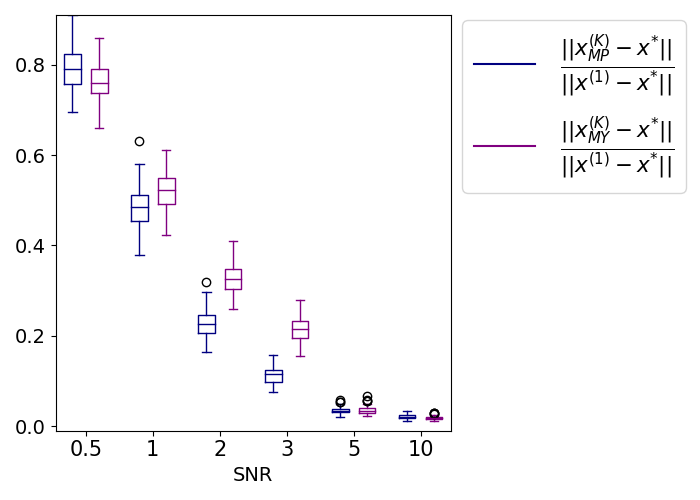 0.8
0.6
0.4
0.2
0.0
0.5 1 2 3 5 10
SNR
||x_{MP}^{(K)} − x^*||
||x^{(1)} − x^*||
||x_{MY}^{(K)} − x^*||
||x^{(1)} − x^*||